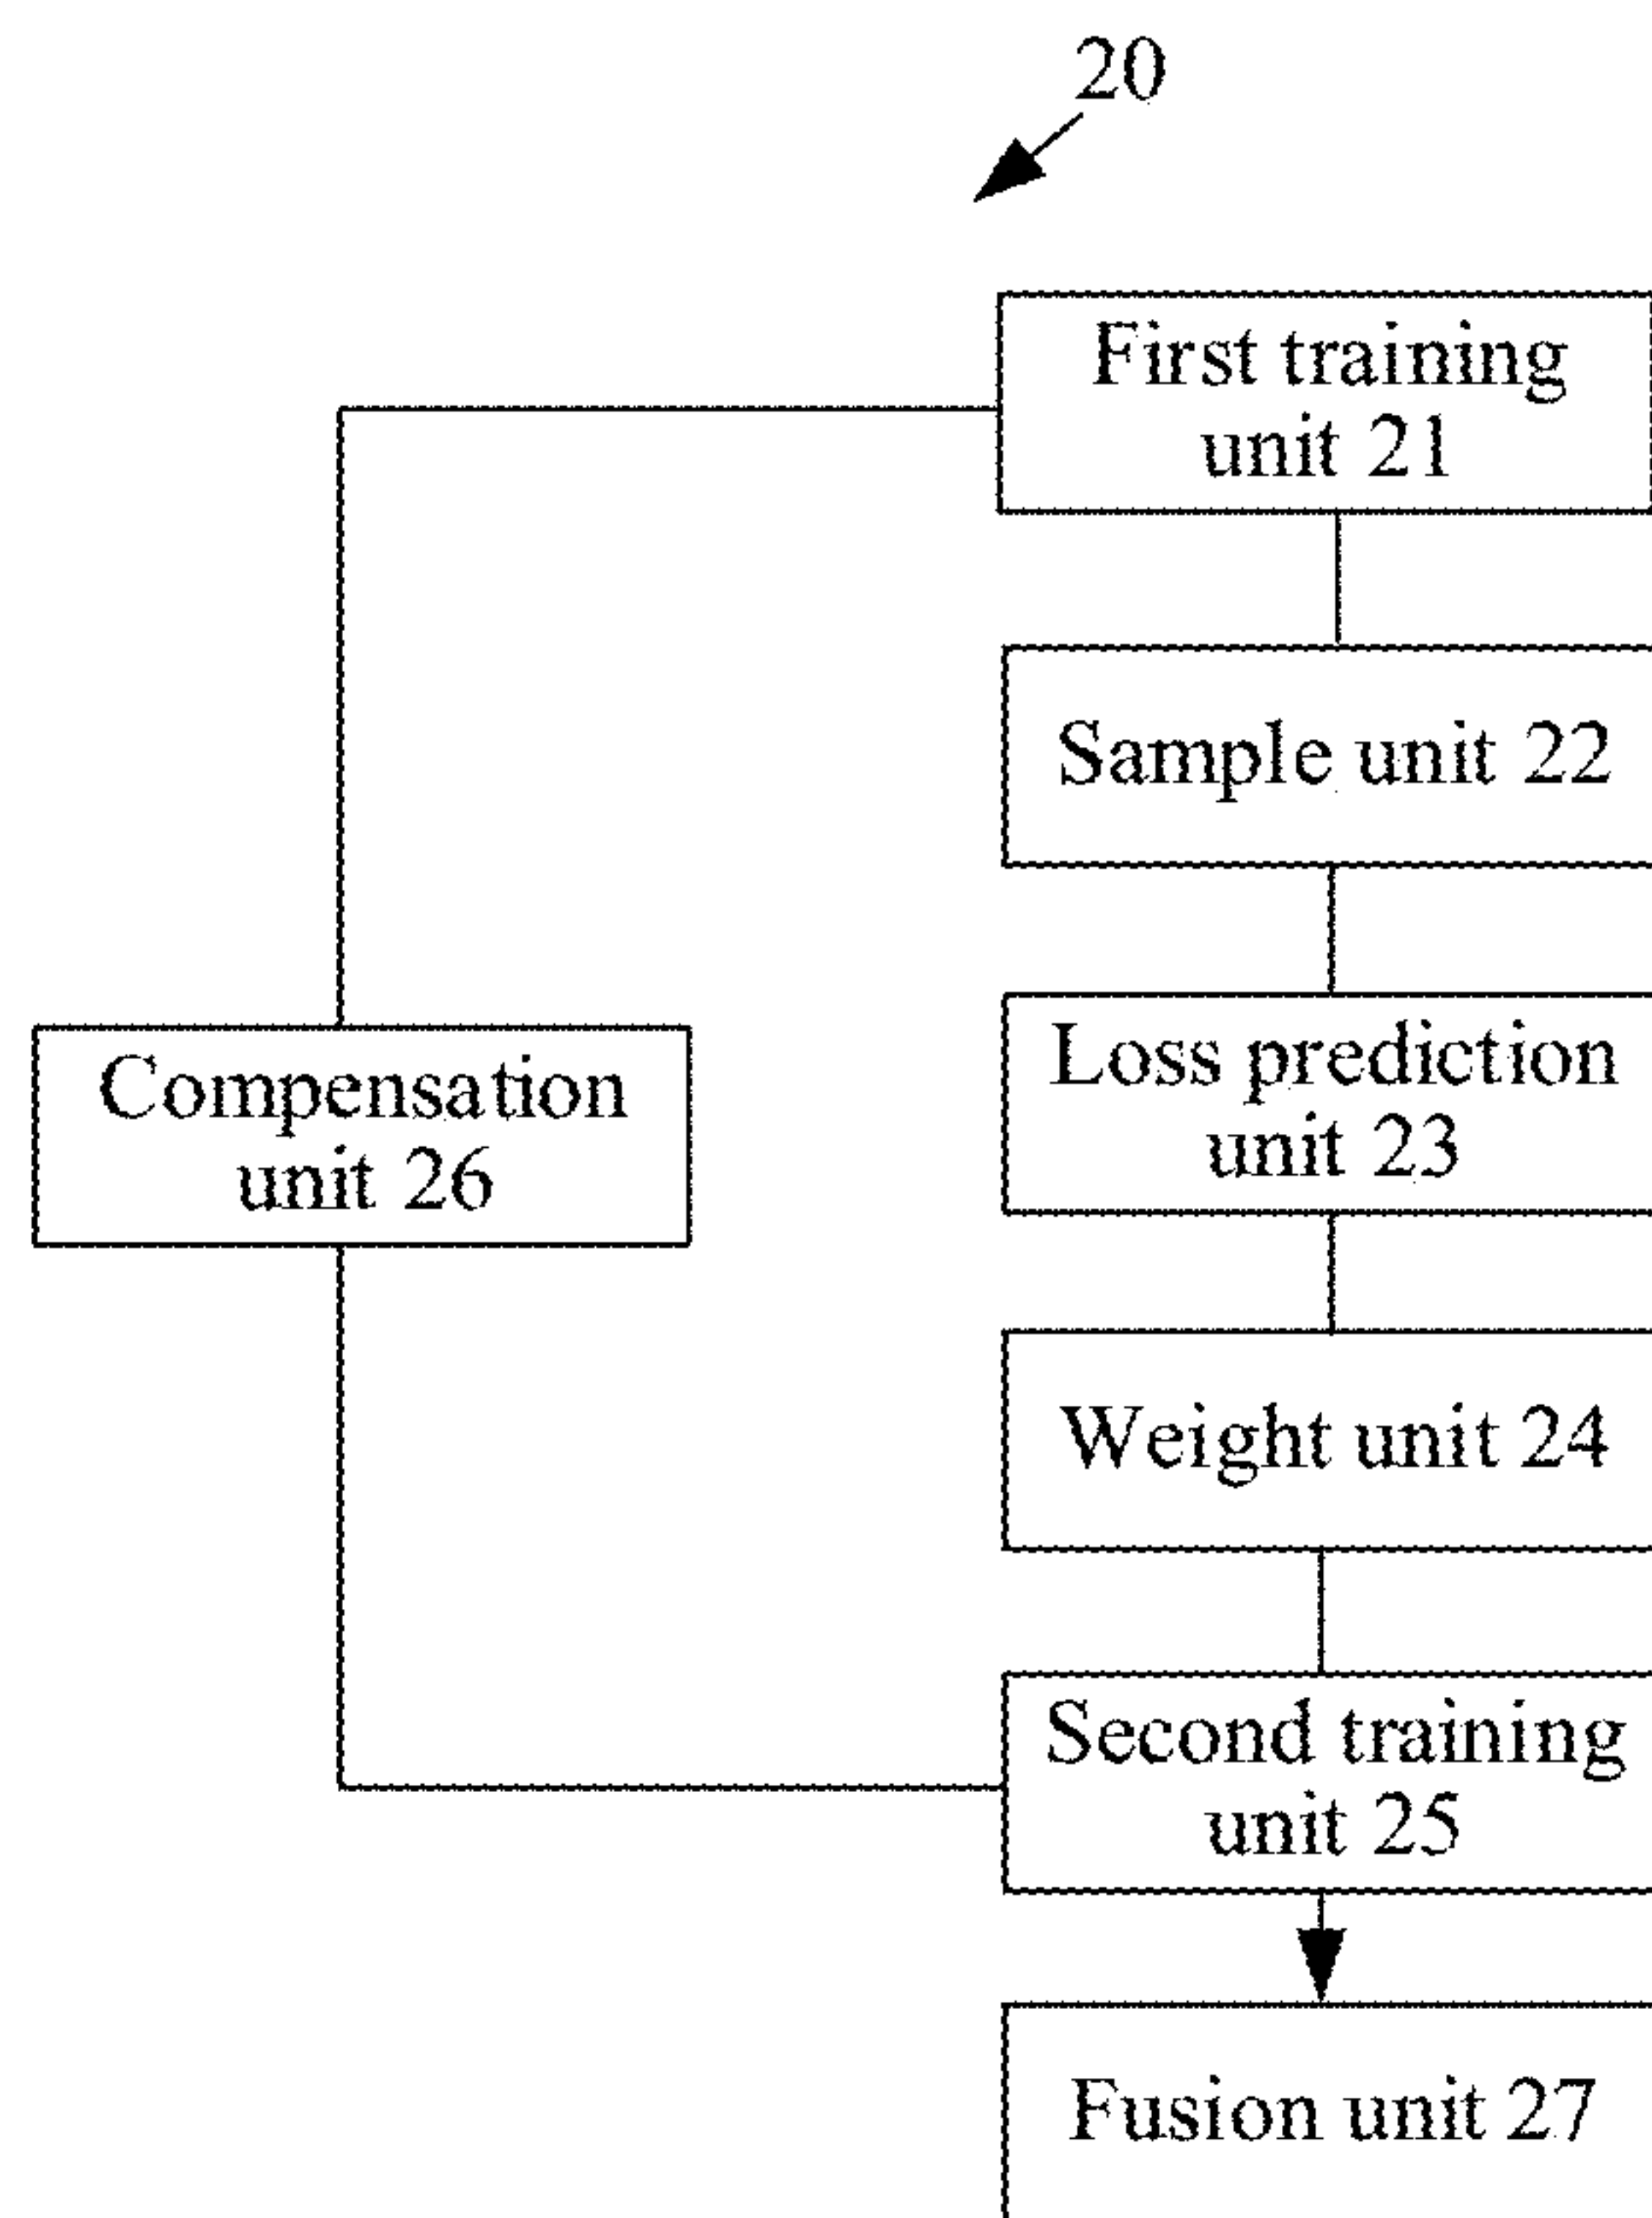 20
First training
unit 21
Sample unit 22
Loss prediction
unit 23
Compensation
unit 26
Weight unit 24
Second training
unit 25
Fusion unit 27